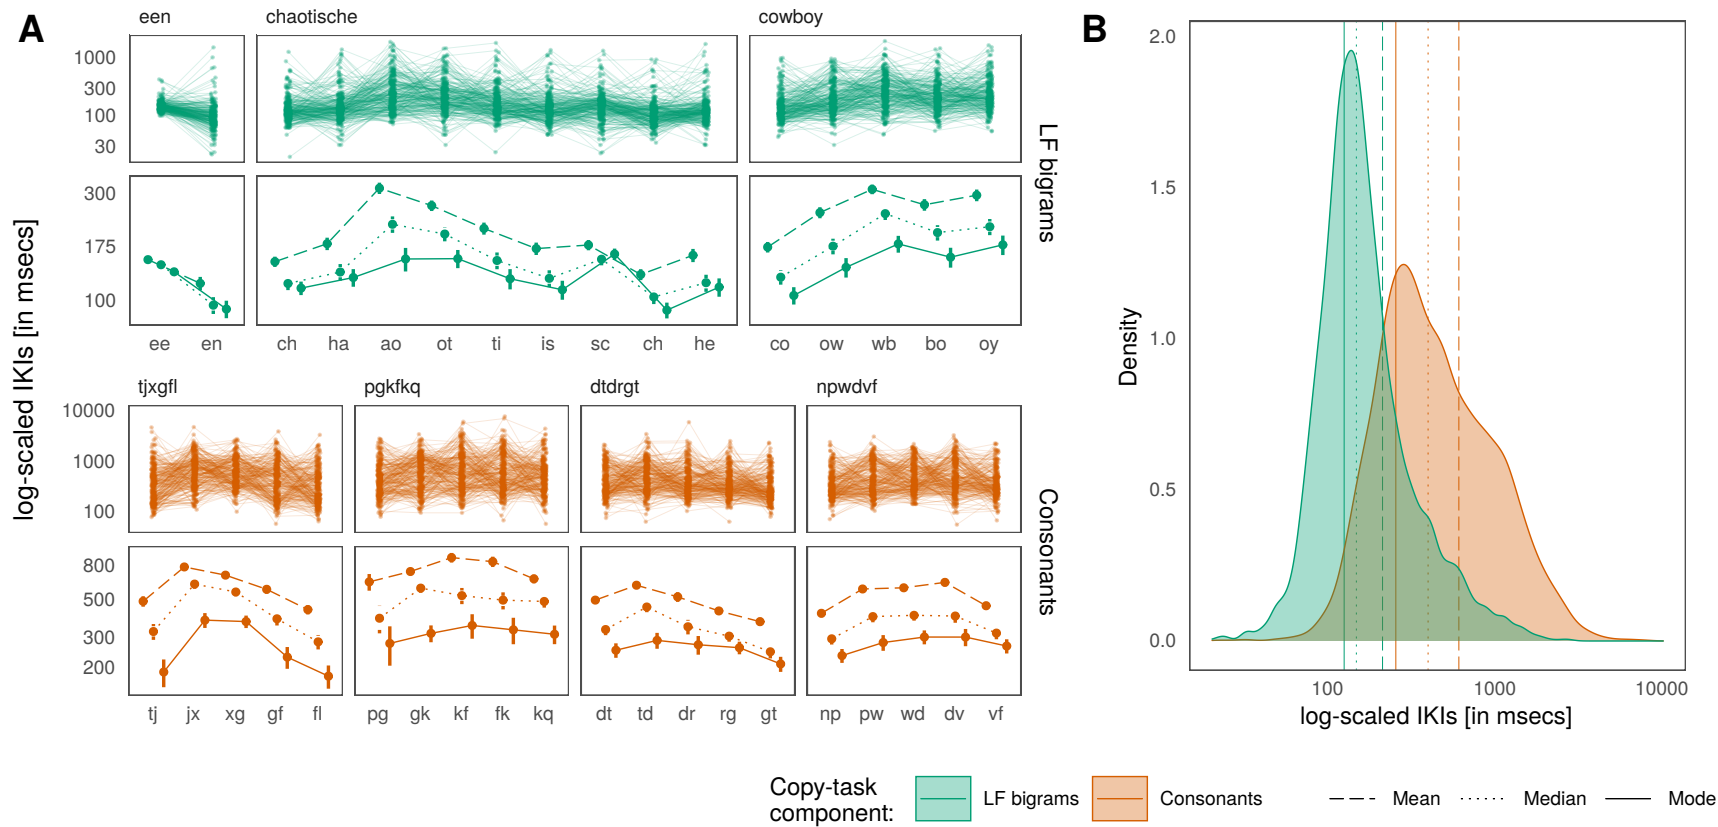 A
een
chaotische
cowboy
1000
300
100
30
LF bigrams
300
175
100
ee en
ch ha ao ot ti is sc ch he
co ow wb bo oy
log-scaled IKIs [in msecs]
tjxgfl
pgkfkq
dtdrgt
npwdvf
10000
1000
100
Consonants
800
500
300
200
tj jx xg gf fl
pg gk kf fk kq
dt td dr rg gt
np pw wd dv vf
B
2.0
1.5
1.0
0.5
0.0
Density
100 1000 10000
log-scaled IKIs [in msecs]
Copy-task
component:
LF bigrams
Consonants
Mean
Median
Mode